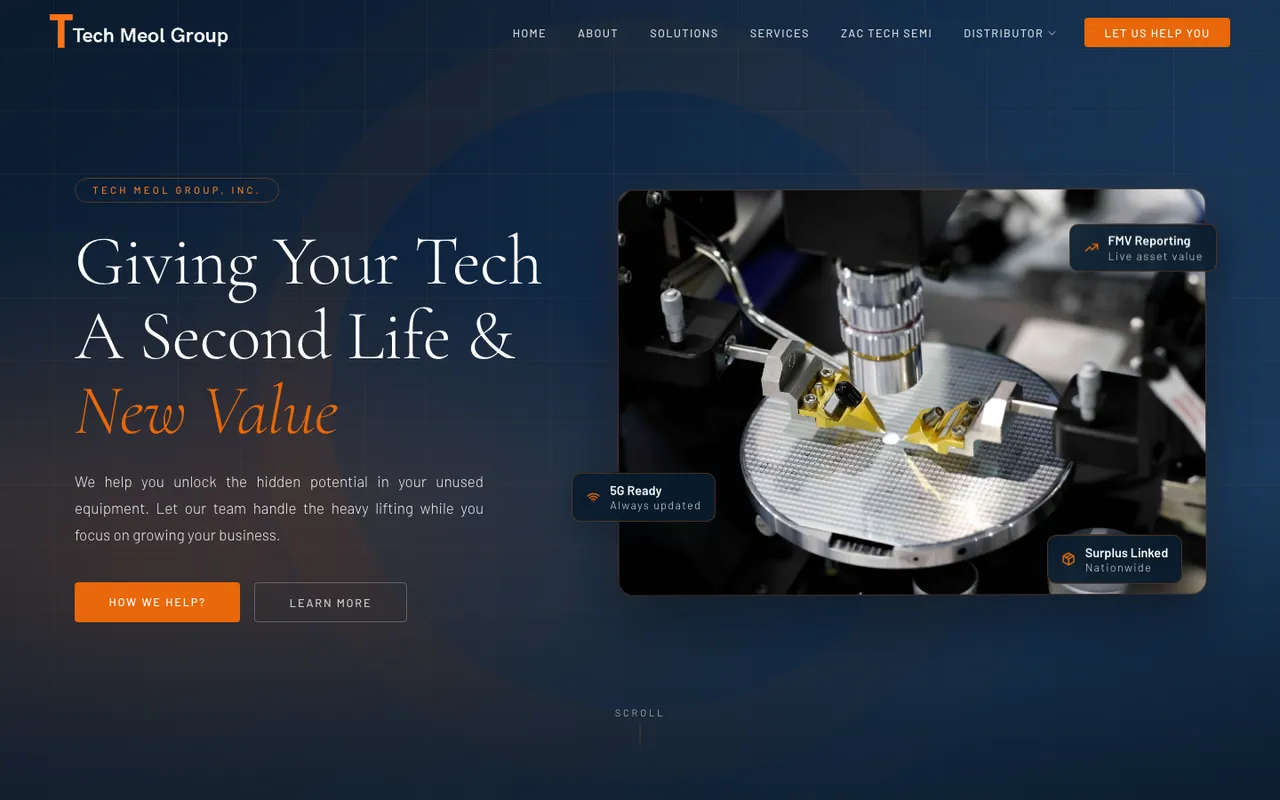 Tech Meol Group
HOME
ABOUT
SOLUTIONS
SERVICES
ZAC TECH SEMI
DISTRIBUTOR
LET US HELP YOU
TECH MEOL GROUP, INC.
Giving Your Tech
A Second Life &
New Value
We help you unlock the hidden potential in your unused
equipment. Let our team handle the heavy lifting while you
focus on growing your business.
HOW WE HELP?
LEARN MORE
FMV Reporting
Live asset value
5G Ready
Always updated
Surplus Linked
Nationwide
SCROLL